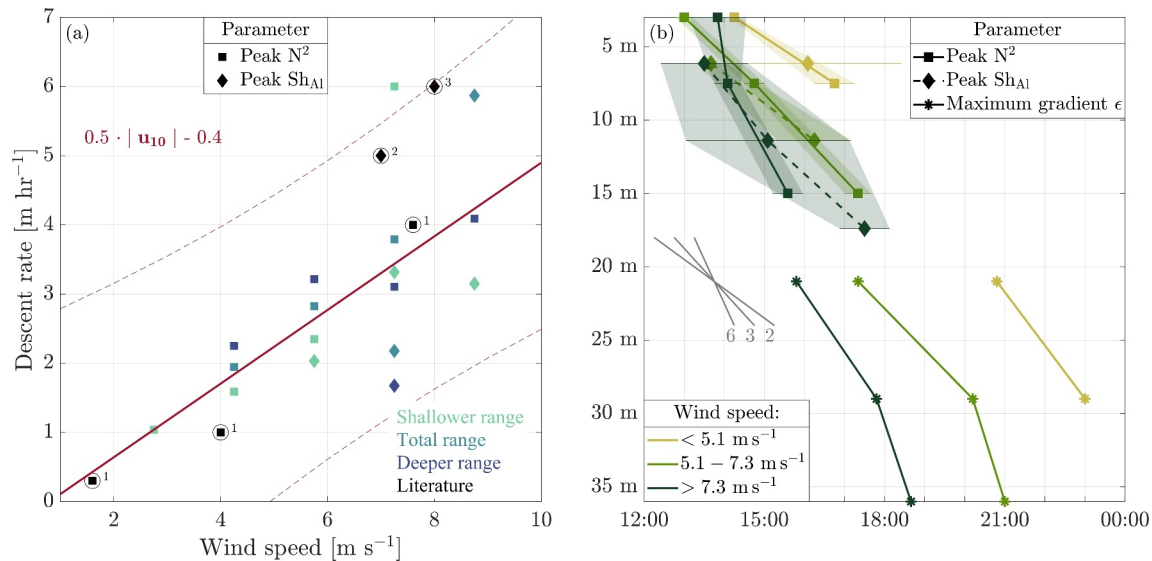 (a)
Parameter
Peak N²
Peak Sh_Al
0.5 · | u₁₀ | - 0.4
3
2
1
1
1
Shallower range
Total range
Deeper range
Literature
7
6
5
4
3
2
1
0
Descent rate [m hr⁻¹]
2 4 6 8 10
Wind speed [m s⁻¹]
(b)
Parameter
Peak N²
Peak Sh_Al
Maximum gradient ϵ
5 m
10 m
15 m
20 m
25 m
30 m
35 m
6 3 2
Wind speed:
< 5.1 m s⁻¹
5.1 − 7.3 m s⁻¹
> 7.3 m s⁻¹
12:00 15:00 18:00 21:00 00:00